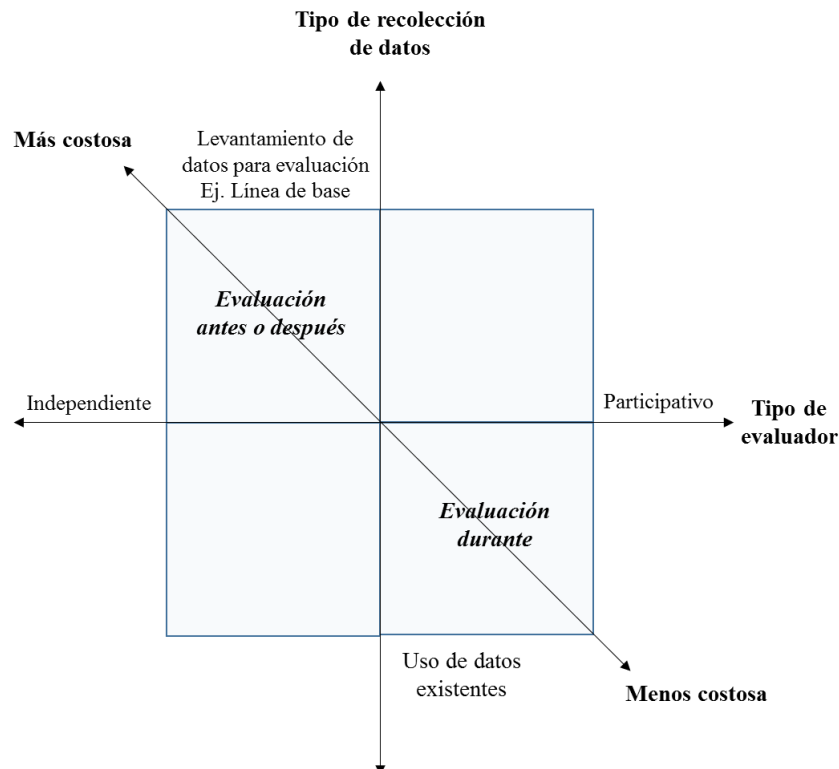 Tipo de recolección
de datos
Más costosa
Levantamiento de
datos para evaluación
Ej. Línea de base
Evaluación
antes o después
Independiente
Participativo
Tipo de
evaluador
Evaluación
durante
Uso de datos
existentes
Menos costosa